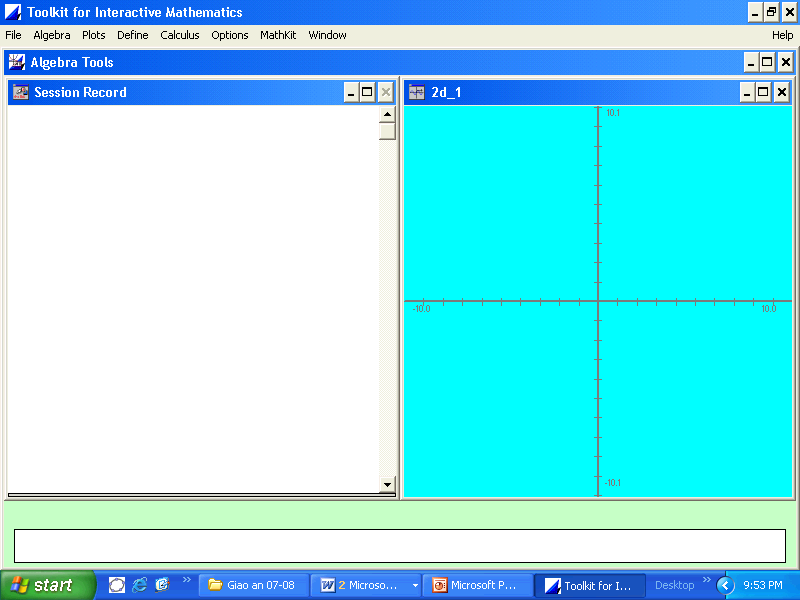 Toolkit for Interactive Mathematics
File Algebra Plots Define Calculus Options MathKit Window Help
Algebra Tools
Session Record
2d_1
10.1
-10.0
10.0
-10.1
start
Giao an 07-08
2 Microso...
Microsoft P...
Toolkit for I...
Desktop
9:53 PM